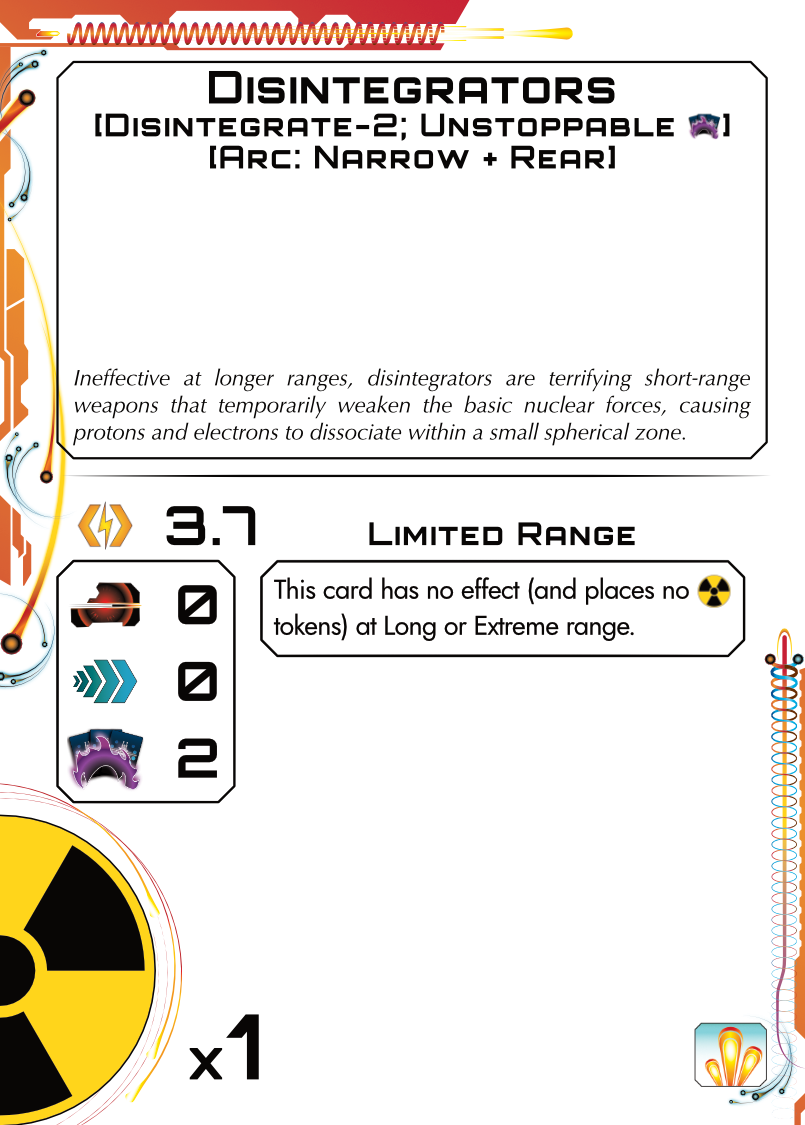 Disintegrators
[Disintegrate-2; Unstoppable ]
[Arc: Narrow + Rear]
Ineffective at longer ranges, disintegrators are terrifying short-range
weapons that temporarily weaken the basic nuclear forces, causing
protons and electrons to dissociate within a small spherical zone.
3.7
Limited Range
This card has no effect (and places no
tokens) at Long or Extreme range.
0
0
2
x1